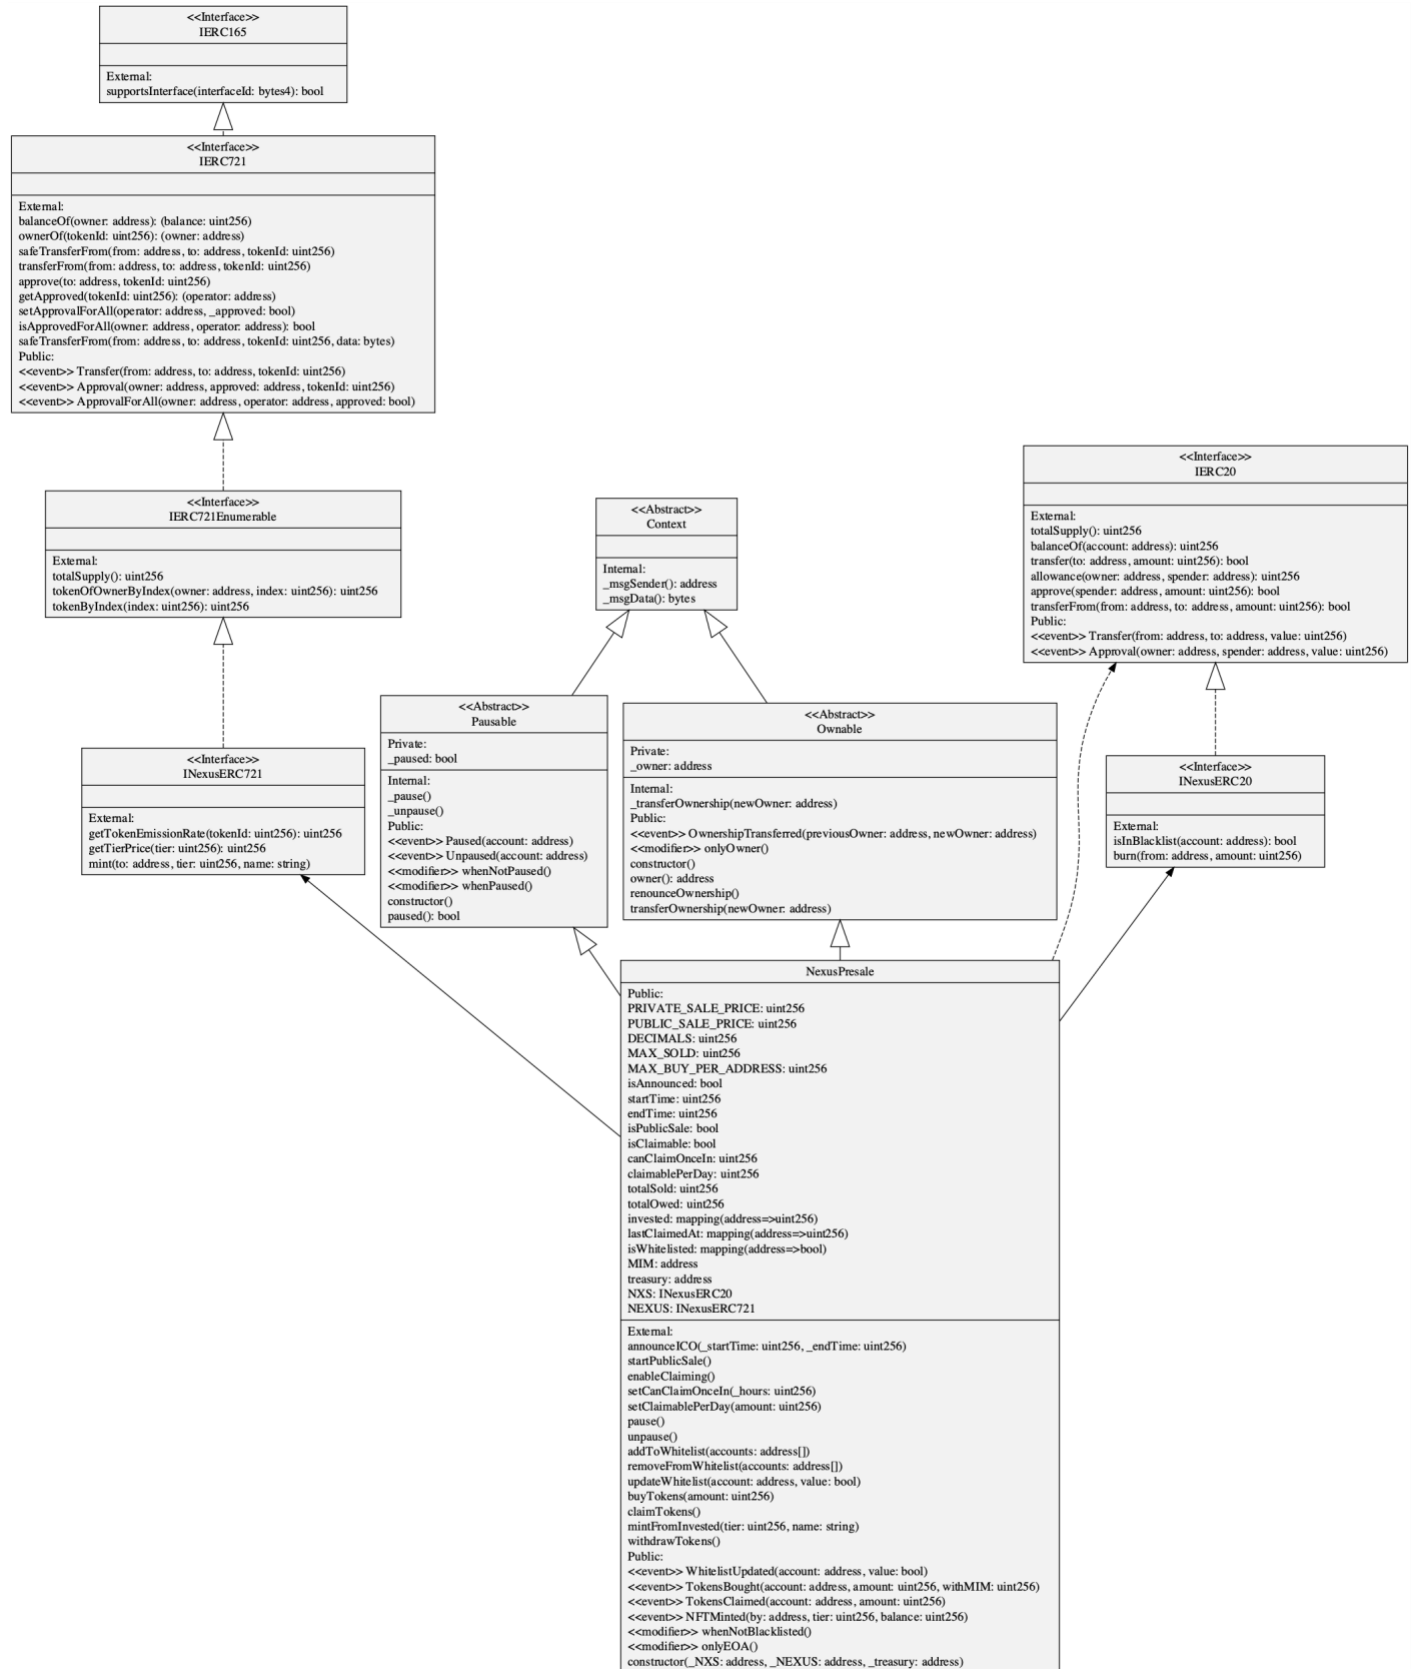 <<Interface>>
IERC165
External:
supportsInterface(interfaceId: bytes4): bool
<<Interface>>
IERC721
External:
balanceOf(owner: address): (balance: uint256)
ownerOf(tokenId: uint256): (owner: address)
safeTransferFrom(from: address, to: address, tokenId: uint256)
transferFrom(from: address, to: address, tokenId: uint256)
approve(to: address, tokenId: uint256)
getApproved(tokenId: uint256): (operator: address)
setApprovalForAll(operator: address, _approved: bool)
isApprovedForAll(owner: address, operator: address): bool
safeTransferFrom(from: address, to: address, tokenId: uint256, data: bytes)
Public:
<<event>> Transfer(from: address, to: address, tokenId: uint256)
<<event>> Approval(owner: address, approved: address, tokenId: uint256)
<<event>> ApprovalForAll(owner: address, operator: address, approved: bool)
<<Interface>>
IERC721Enumerable
External:
totalSupply(): uint256
tokenOfOwnerByIndex(owner: address, index: uint256): uint256
tokenByIndex(index: uint256): uint256
<<Abstract>>
Context
Internal:
_msgSender(): address
_msgData(): bytes
<<Interface>>
IERC20
External:
totalSupply(): uint256
balanceOf(account: address): uint256
transfer(to: address, amount: uint256): bool
allowance(owner: address, spender: address): uint256
approve(spender: address, amount: uint256): bool
transferFrom(from: address, to: address, amount: uint256): bool
Public:
<<event>> Transfer(from: address, to: address, value: uint256)
<<event>> Approval(owner: address, spender: address, value: uint256)
<<Interface>>
INexusERC721
External:
getTokenEmissionRate(tokenId: uint256): uint256
getTierPrice(tier: uint256): uint256
mint(to: address, tier: uint256, name: string)
<<Abstract>>
Pausable
Private:
_paused: bool
Internal:
_pause()
_unpause()
Public:
<<event>> Paused(account: address)
<<event>> Unpaused(account: address)
<<modifier>> whenNotPaused()
<<modifier>> whenPaused()
constructor()
paused(): bool
<<Abstract>>
Ownable
Private:
_owner: address
Internal:
_transferOwnership(newOwner: address)
Public:
<<event>> OwnershipTransferred(previousOwner: address, newOwner: address)
<<modifier>> onlyOwner()
constructor()
owner(): address
renounceOwnership()
transferOwnership(newOwner: address)
<<Interface>>
INexusERC20
External:
isInBlacklist(account: address): bool
burn(from: address, amount: uint256)
NexusPresale
Public:
PRIVATE_SALE_PRICE: uint256
PUBLIC_SALE_PRICE: uint256
DECIMALS: uint256
MAX_SOLD: uint256
MAX_BUY_PER_ADDRESS: uint256
isAnnounced: bool
startTime: uint256
endTime: uint256
isPublicSale: bool
isClaimable: bool
canClaimOnceIn: uint256
claimablePerDay: uint256
totalSold: uint256
totalOwed: uint256
invested: mapping(address=>uint256)
lastClaimedAt: mapping(address=>uint256)
isWhitelisted: mapping(address=>bool)
MIM: address
treasury: address
NXS: INexusERC20
NEXUS: INexusERC721
External:
announceICO(_startTime: uint256, _endTime: uint256)
startPublicSale()
enableClaiming()
setCanClaimOnceIn(_hours: uint256)
setClaimablePerDay(amount: uint256)
pause()
unpause()
addToWhitelist(accounts: address[])
removeFromWhitelist(accounts: address[])
updateWhitelist(account: address, value: bool)
buyTokens(amount: uint256)
claimTokens()
mintFromInvested(tier: uint256, name: string)
withdrawTokens()
Public:
<<event>> WhitelistUpdated(account: address, value: bool)
<<event>> TokensBought(account: address, amount: uint256, withMIM: uint256)
<<event>> TokensClaimed(account: address, amount: uint256)
<<event>> NFTMinted(by: address, tier: uint256, balance: uint256)
<<modifier>> whenNotBlacklisted()
<<modifier>> onlyEOA()
constructor(_NXS: address, _NEXUS: address, _treasury: address)